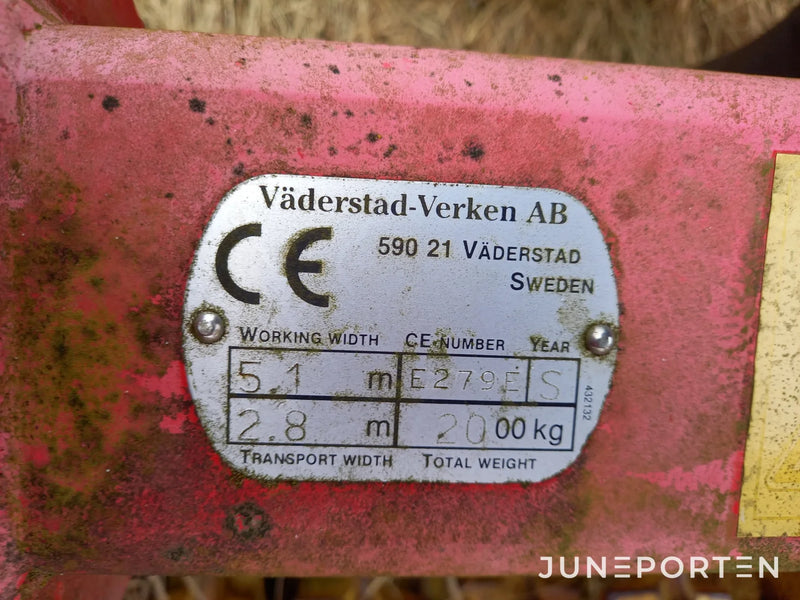 Väderstad-Verken AB
CE
590 21 VÄDERSTAD
SWEDEN
WORKING WIDTH CE-NUMBER YEAR
5.1 m E279E S
2.8 m 2000 kg
TRANSPORT WIDTH TOTAL WEIGHT
432132
JUNEPORTEN